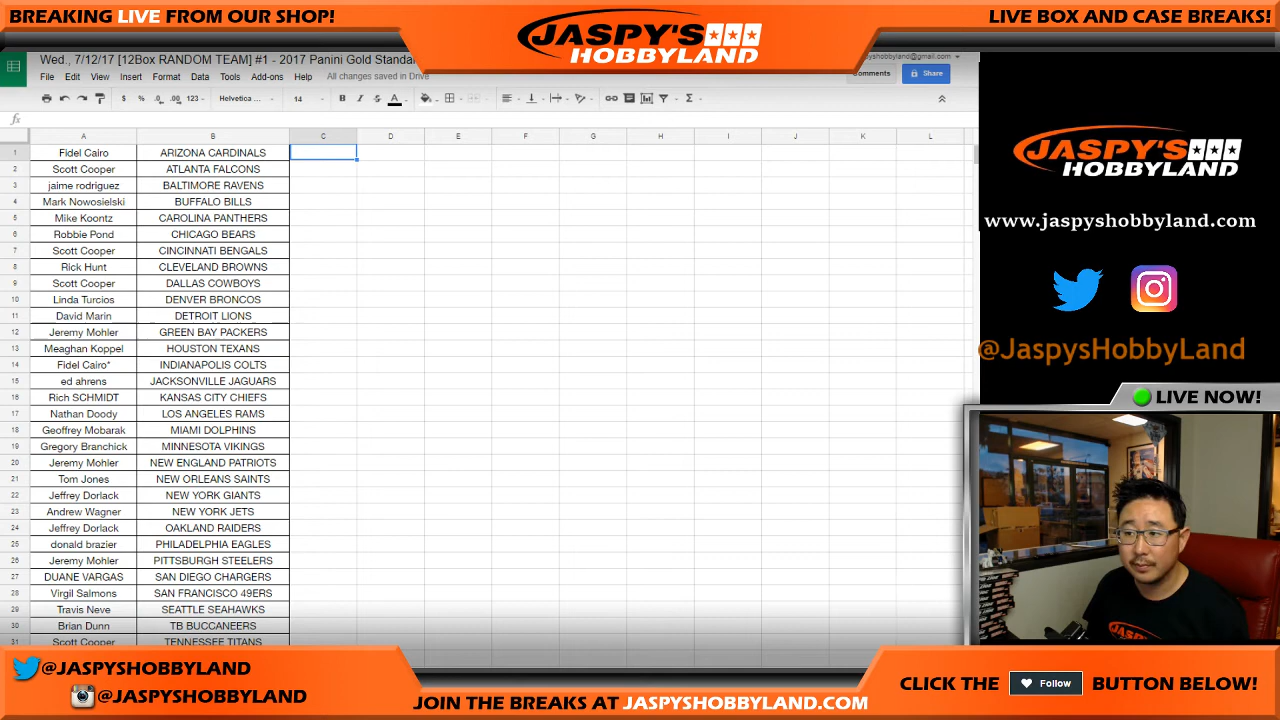 BREAKING LIVE FROM OUR SHOP!
JASPY'S
HOBBYLAND
LIVE BOX AND CASE BREAKS!
Wed., 7/12/17 [12Box RANDOM TEAM] #1 - 2017 Panini Gold Standar
spyshobbyland@gmail.com
File Edit View Insert Format Data Tools Add-ons Help All changes saved in Drive
Comments
Share
$ % .0 .00 123 Helvetica ... 14 B I S A
fx
A B C D E F G H I J K L
1 Fidel Cairo ARIZONA CARDINALS
2 Scott Cooper ATLANTA FALCONS
3 jaime rodriguez BALTIMORE RAVENS
4 Mark Nowosielski BUFFALO BILLS
5 Mike Koontz CAROLINA PANTHERS
6 Robbie Pond CHICAGO BEARS
7 Scott Cooper CINCINNATI BENGALS
8 Rick Hunt CLEVELAND BROWNS
9 Scott Cooper DALLAS COWBOYS
10 Linda Turcios DENVER BRONCOS
11 David Marin DETROIT LIONS
12 Jeremy Mohler GREEN BAY PACKERS
13 Meaghan Koppel HOUSTON TEXANS
14 Fidel Cairo* INDIANAPOLIS COLTS
15 ed ahrens JACKSONVILLE JAGUARS
16 Rich SCHMIDT KANSAS CITY CHIEFS
17 Nathan Doody LOS ANGELES RAMS
18 Geoffrey Mobarak MIAMI DOLPHINS
19 Gregory Branchick MINNESOTA VIKINGS
20 Jeremy Mohler NEW ENGLAND PATRIOTS
21 Tom Jones NEW ORLEANS SAINTS
22 Jeffrey Dorlack NEW YORK GIANTS
23 Andrew Wagner NEW YORK JETS
24 Jeffrey Dorlack OAKLAND RAIDERS
25 donald brazier PHILADELPHIA EAGLES
26 Jeremy Mohler PITTSBURGH STEELERS
27 DUANE VARGAS SAN DIEGO CHARGERS
28 Virgil Salmons SAN FRANCISCO 49ERS
29 Travis Neve SEATTLE SEAHAWKS
30 Brian Dunn TB BUCCANEERS
31 Scott Cooper TENNESSEE TITANS
JASPY'S
HOBBYLAND
www.jaspyshobbyland.com
@JaspysHobbyLand
LIVE NOW!
@JASPYSHOBBYLAND
@JASPYSHOBBYLAND
JOIN THE BREAKS AT JASPYSHOBBYLAND.COM
CLICK THE Follow BUTTON BELOW!